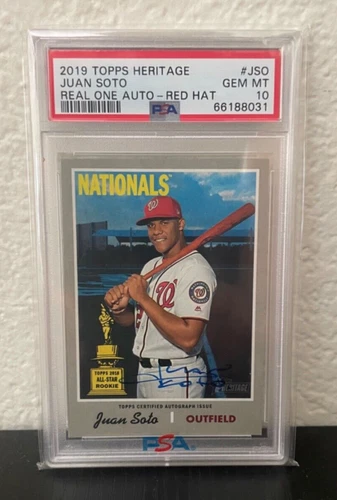 2019 TOPPS HERITAGE #JSO
JUAN SOTO GEM MT
REAL ONE AUTO-RED HAT 10
PSA 66188031
NATIONALS
W
TOPPS 2018
ALL-STAR
ROOKIE
TOPPS CERTIFIED AUTOGRAPH ISSUE
Juan Soto OUTFIELD
PSA